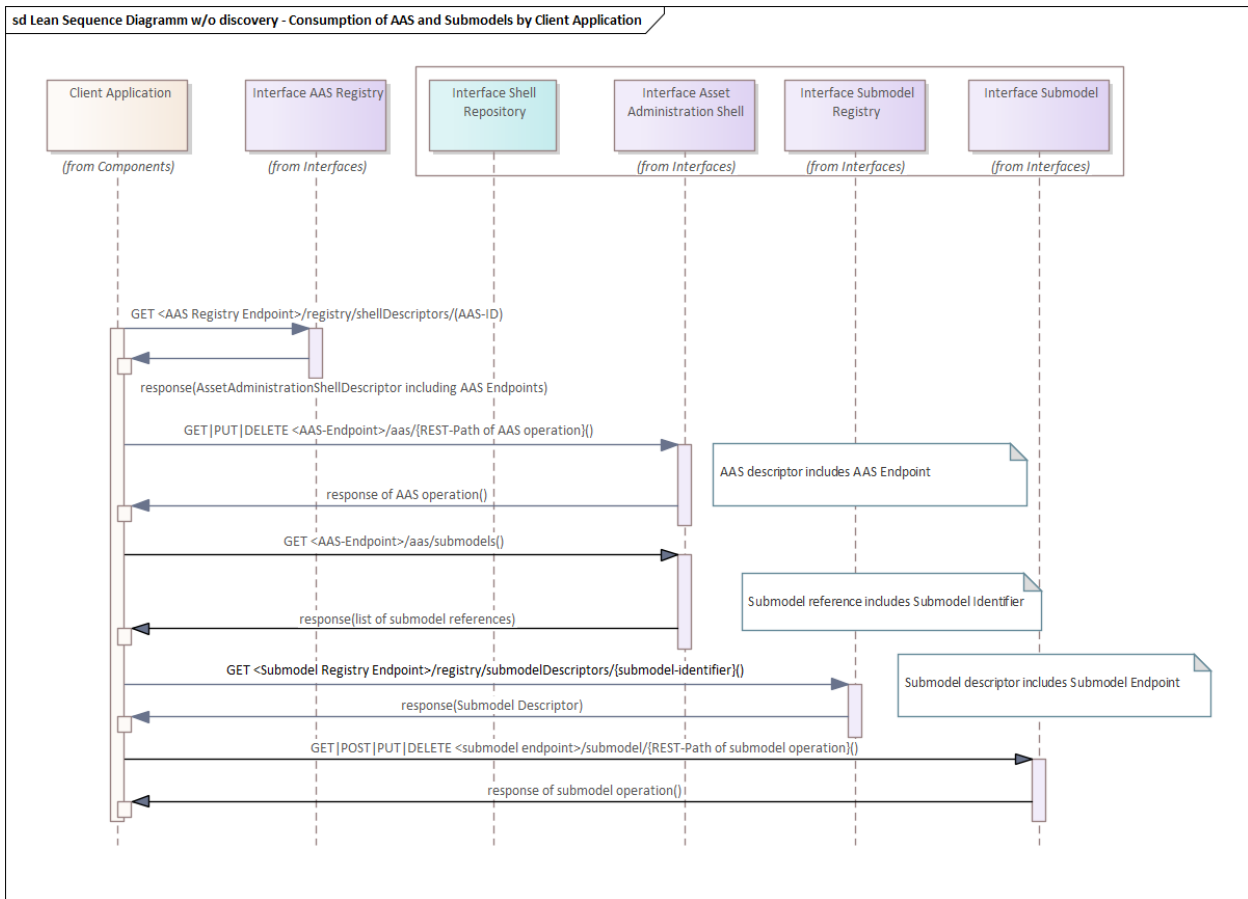 sd Lean Sequence Diagramm w/o discovery - Consumption of AAS and Submodels by Client Application
Client Application
(from Components)
Interface AAS Registry
(from Interfaces)
Interface Shell
Repository
Interface Asset
Administration Shell
(from Interfaces)
Interface Submodel
Registry
(from Interfaces)
Interface Submodel
(from Interfaces)
GET <AAS Registry Endpoint>/registry/shellDescriptors/(AAS-ID)
response(AssetAdministrationShellDescriptor including AAS Endpoints)
GET|PUT|DELETE <AAS-Endpoint>/aas/{REST-Path of AAS operation}()
AAS descriptor includes AAS Endpoint
response of AAS operation()
GET <AAS-Endpoint>/aas/submodels()
Submodel reference includes Submodel Identifier
response(list of submodel references)
GET <Submodel Registry Endpoint>/registry/submodelDescriptors/{submodel-identifier}()
Submodel descriptor includes Submodel Endpoint
response(Submodel Descriptor)
GET|POST|PUT|DELETE <submodel endpoint>/submodel/{REST-Path of submodel operation}()
response of submodel operation()